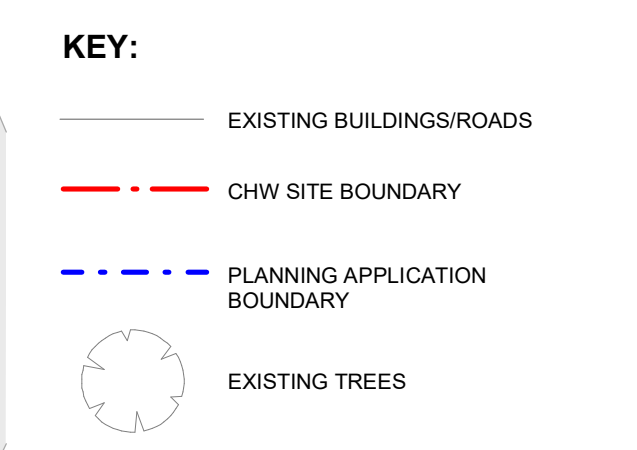 KEY:
EXISTING BUILDINGS/ROADS
CHW SITE BOUNDARY
PLANNING APPLICATION
BOUNDARY
EXISTING TREES